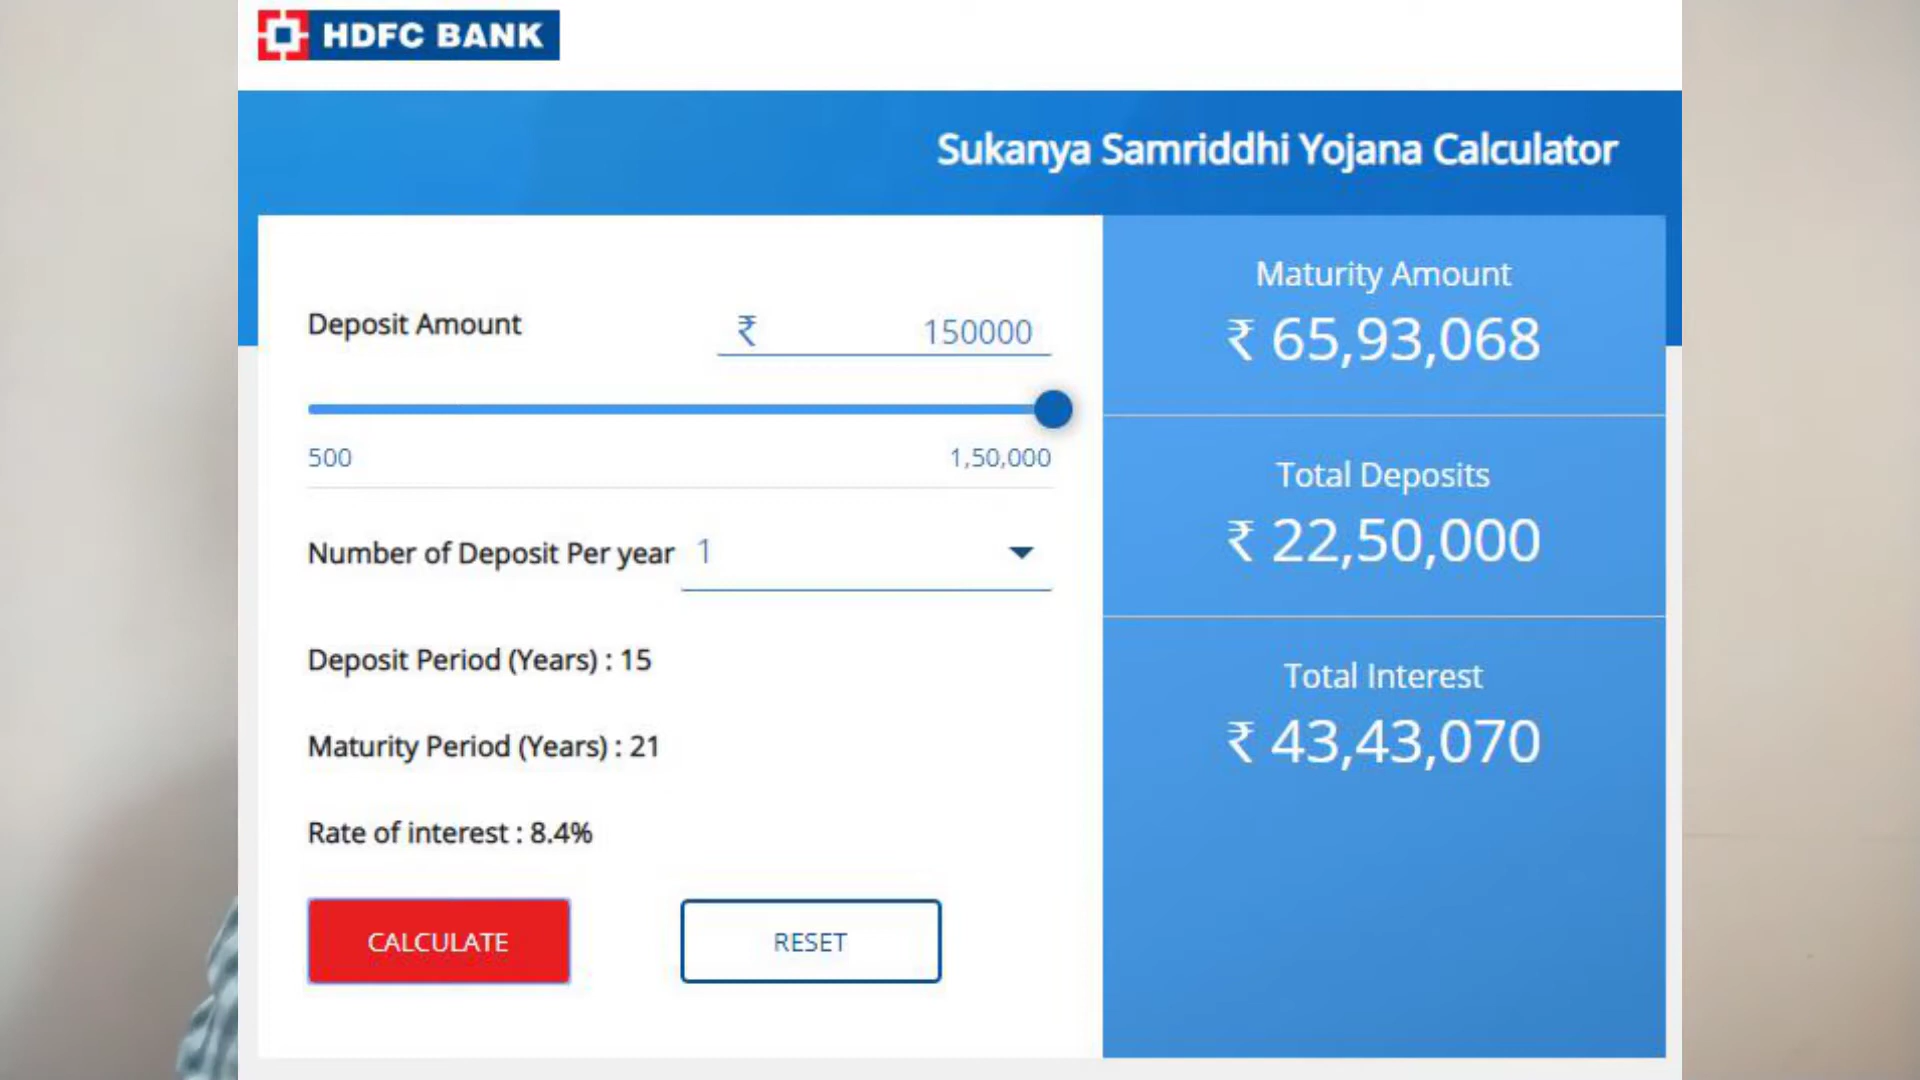 HDFC BANK
Sukanya Samriddhi Yojana Calculator
Deposit Amount ₹ 150000
500 1,50,000
Number of Deposit Per year 1
Deposit Period (Years) : 15
Maturity Period (Years) : 21
Rate of interest : 8.4%
CALCULATE RESET
Maturity Amount
₹ 65,93,068
Total Deposits
₹ 22,50,000
Total Interest
₹ 43,43,070